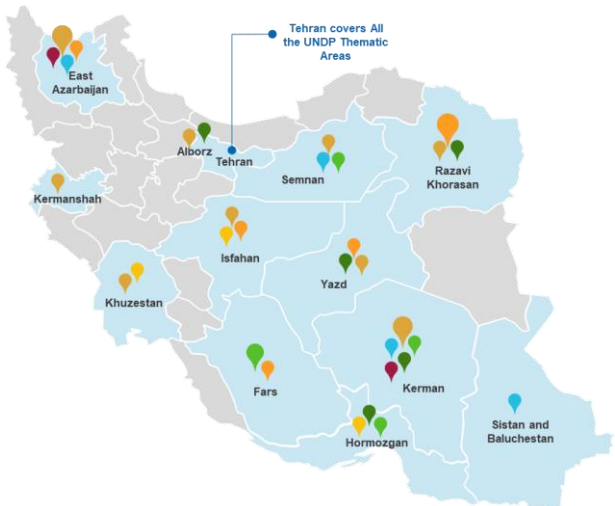 Tehran covers All
the UNDP Thematic
Areas
East
Azarbaijan
Alborz
Tehran
Semnan
Razavi
Khorasan
Kermanshah
Isfahan
Yazd
Khuzestan
Fars
Kerman
Hormozgan
Sistan and
Baluchestan